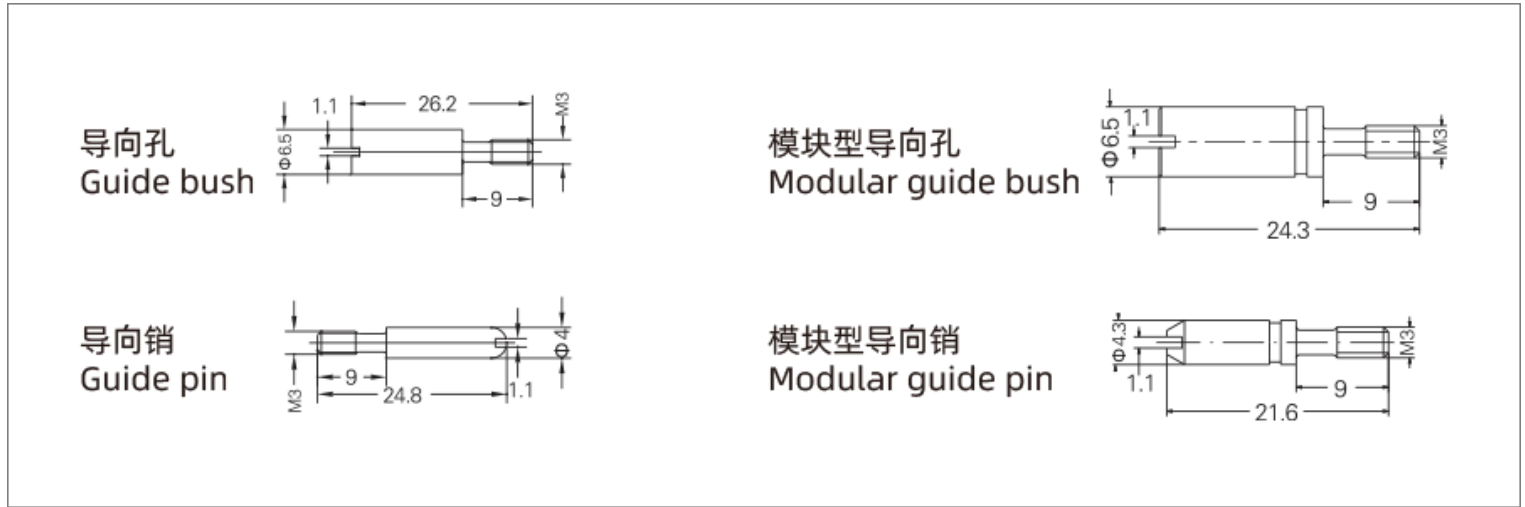 导向孔
Guide bush
1.1
26.2
M3
Φ6.5
9
模块型导向孔
Modular guide bush
1.1
Φ6.5
M3
9
24.3
导向销
Guide pin
M3
9
24.8
1.1
Φ4
模块型导向销
Modular guide pin
Φ4.3
1.1
M3
9
21.6